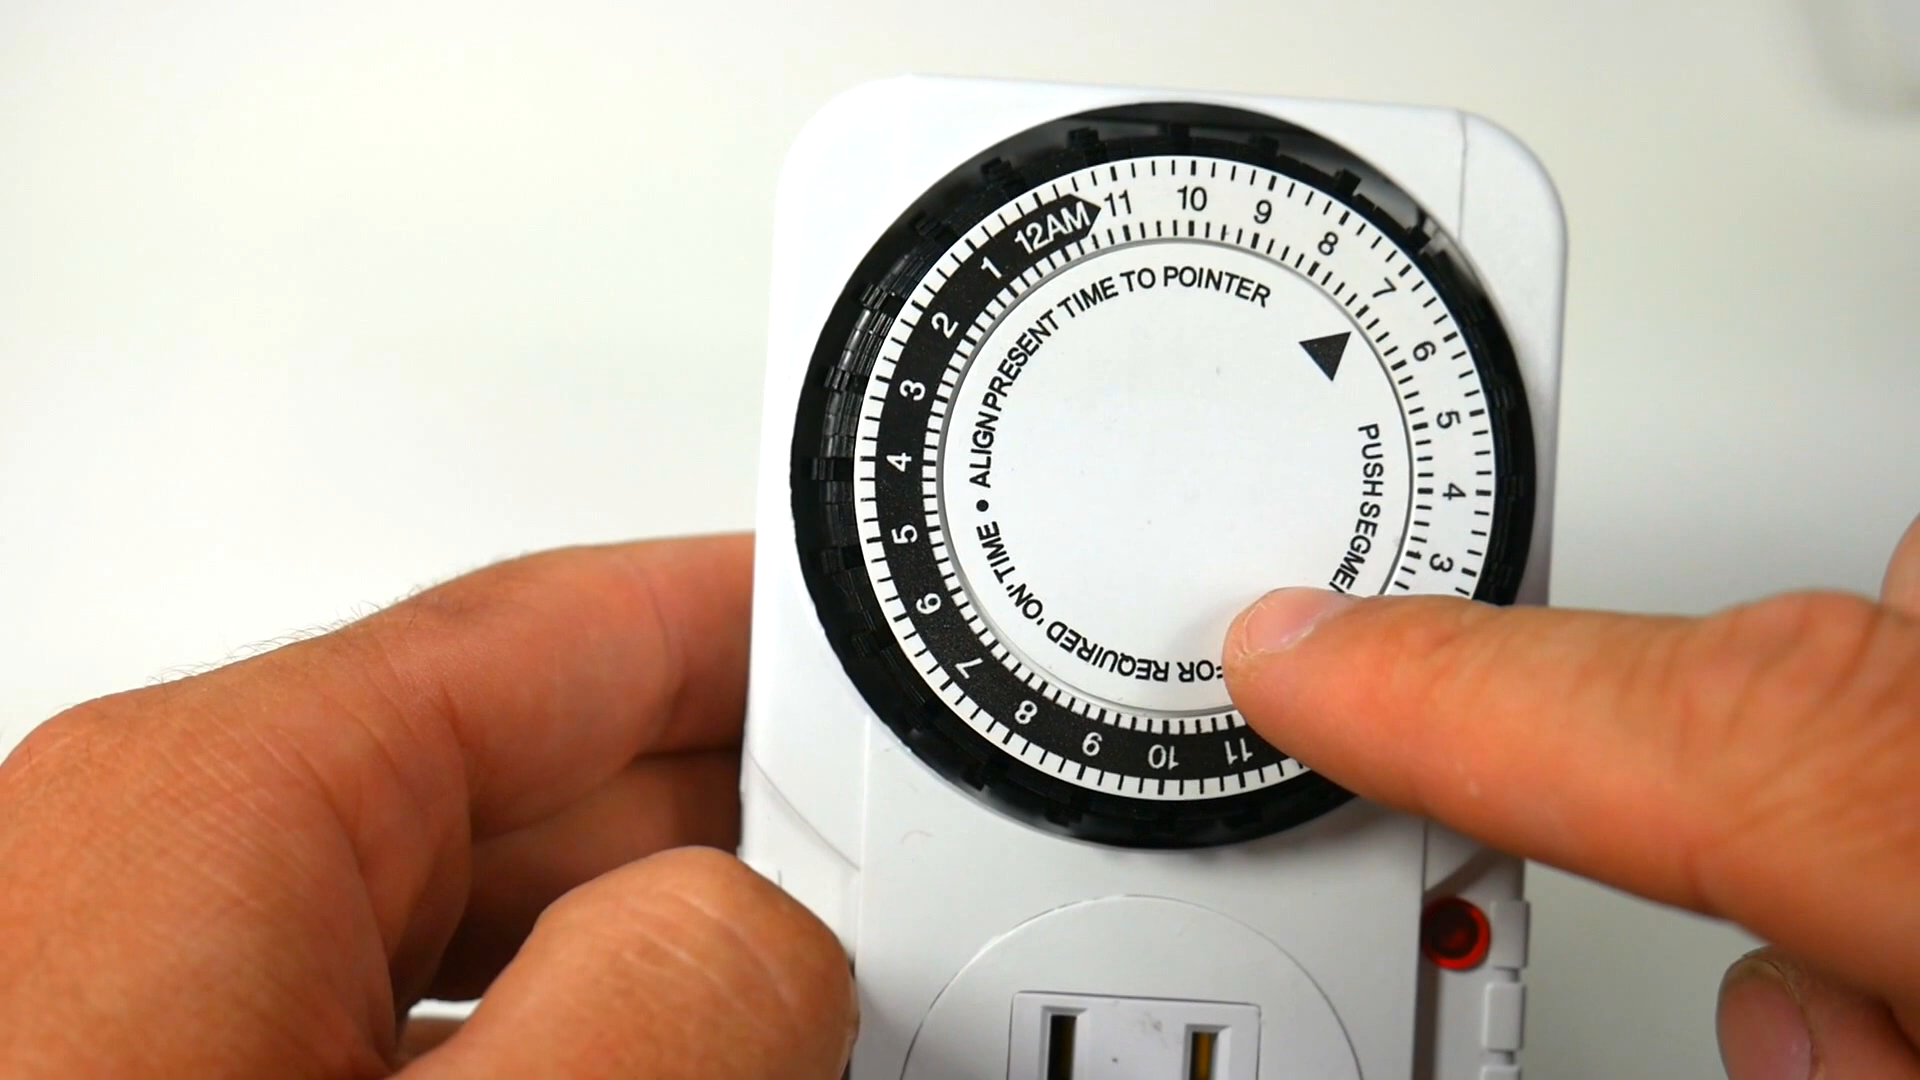 12AM 11 10 9 8 7 6 5 4 3
1 2 3 4 5 6 7 8 9 10 11
• ALIGN PRESENT TIME TO POINTER
PUSH SEGME
FOR REQUIRED 'ON' TIME